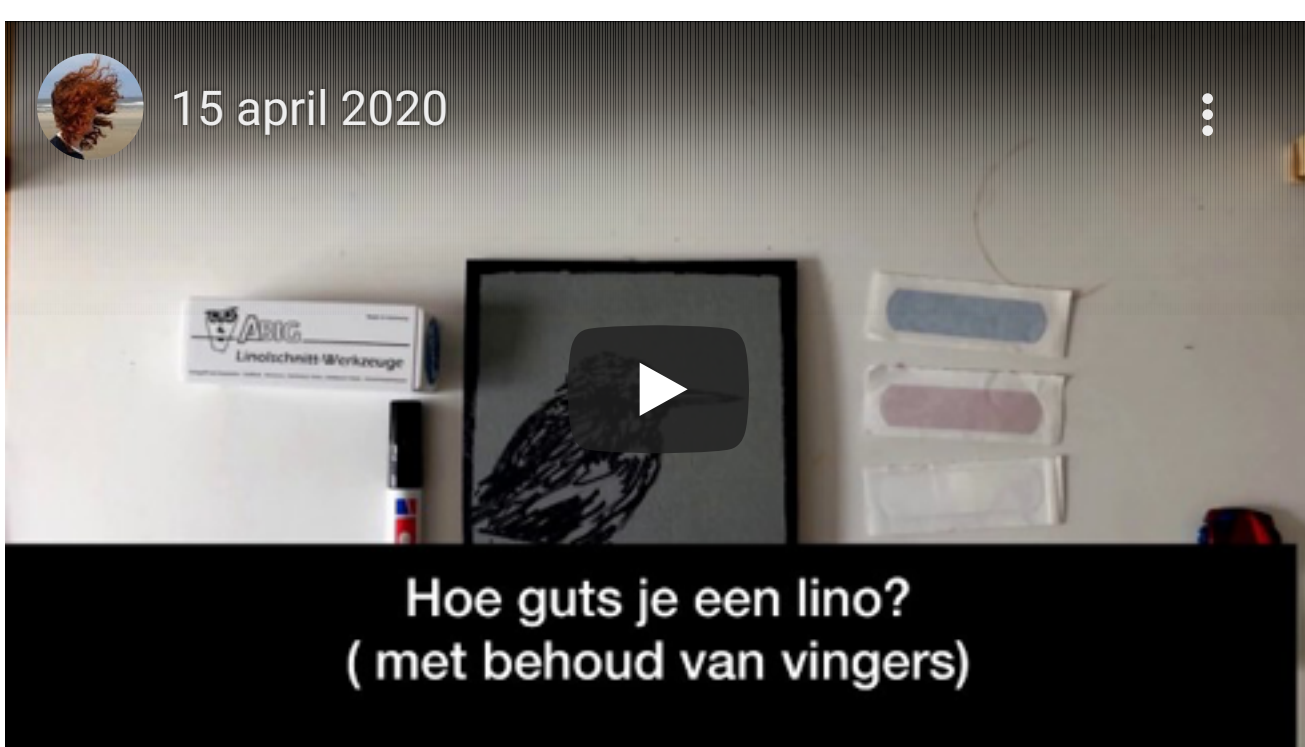 15 april 2020
ABIG
Linolschnitt-Werkzeuge
Hoe guts je een lino?
( met behoud van vingers)